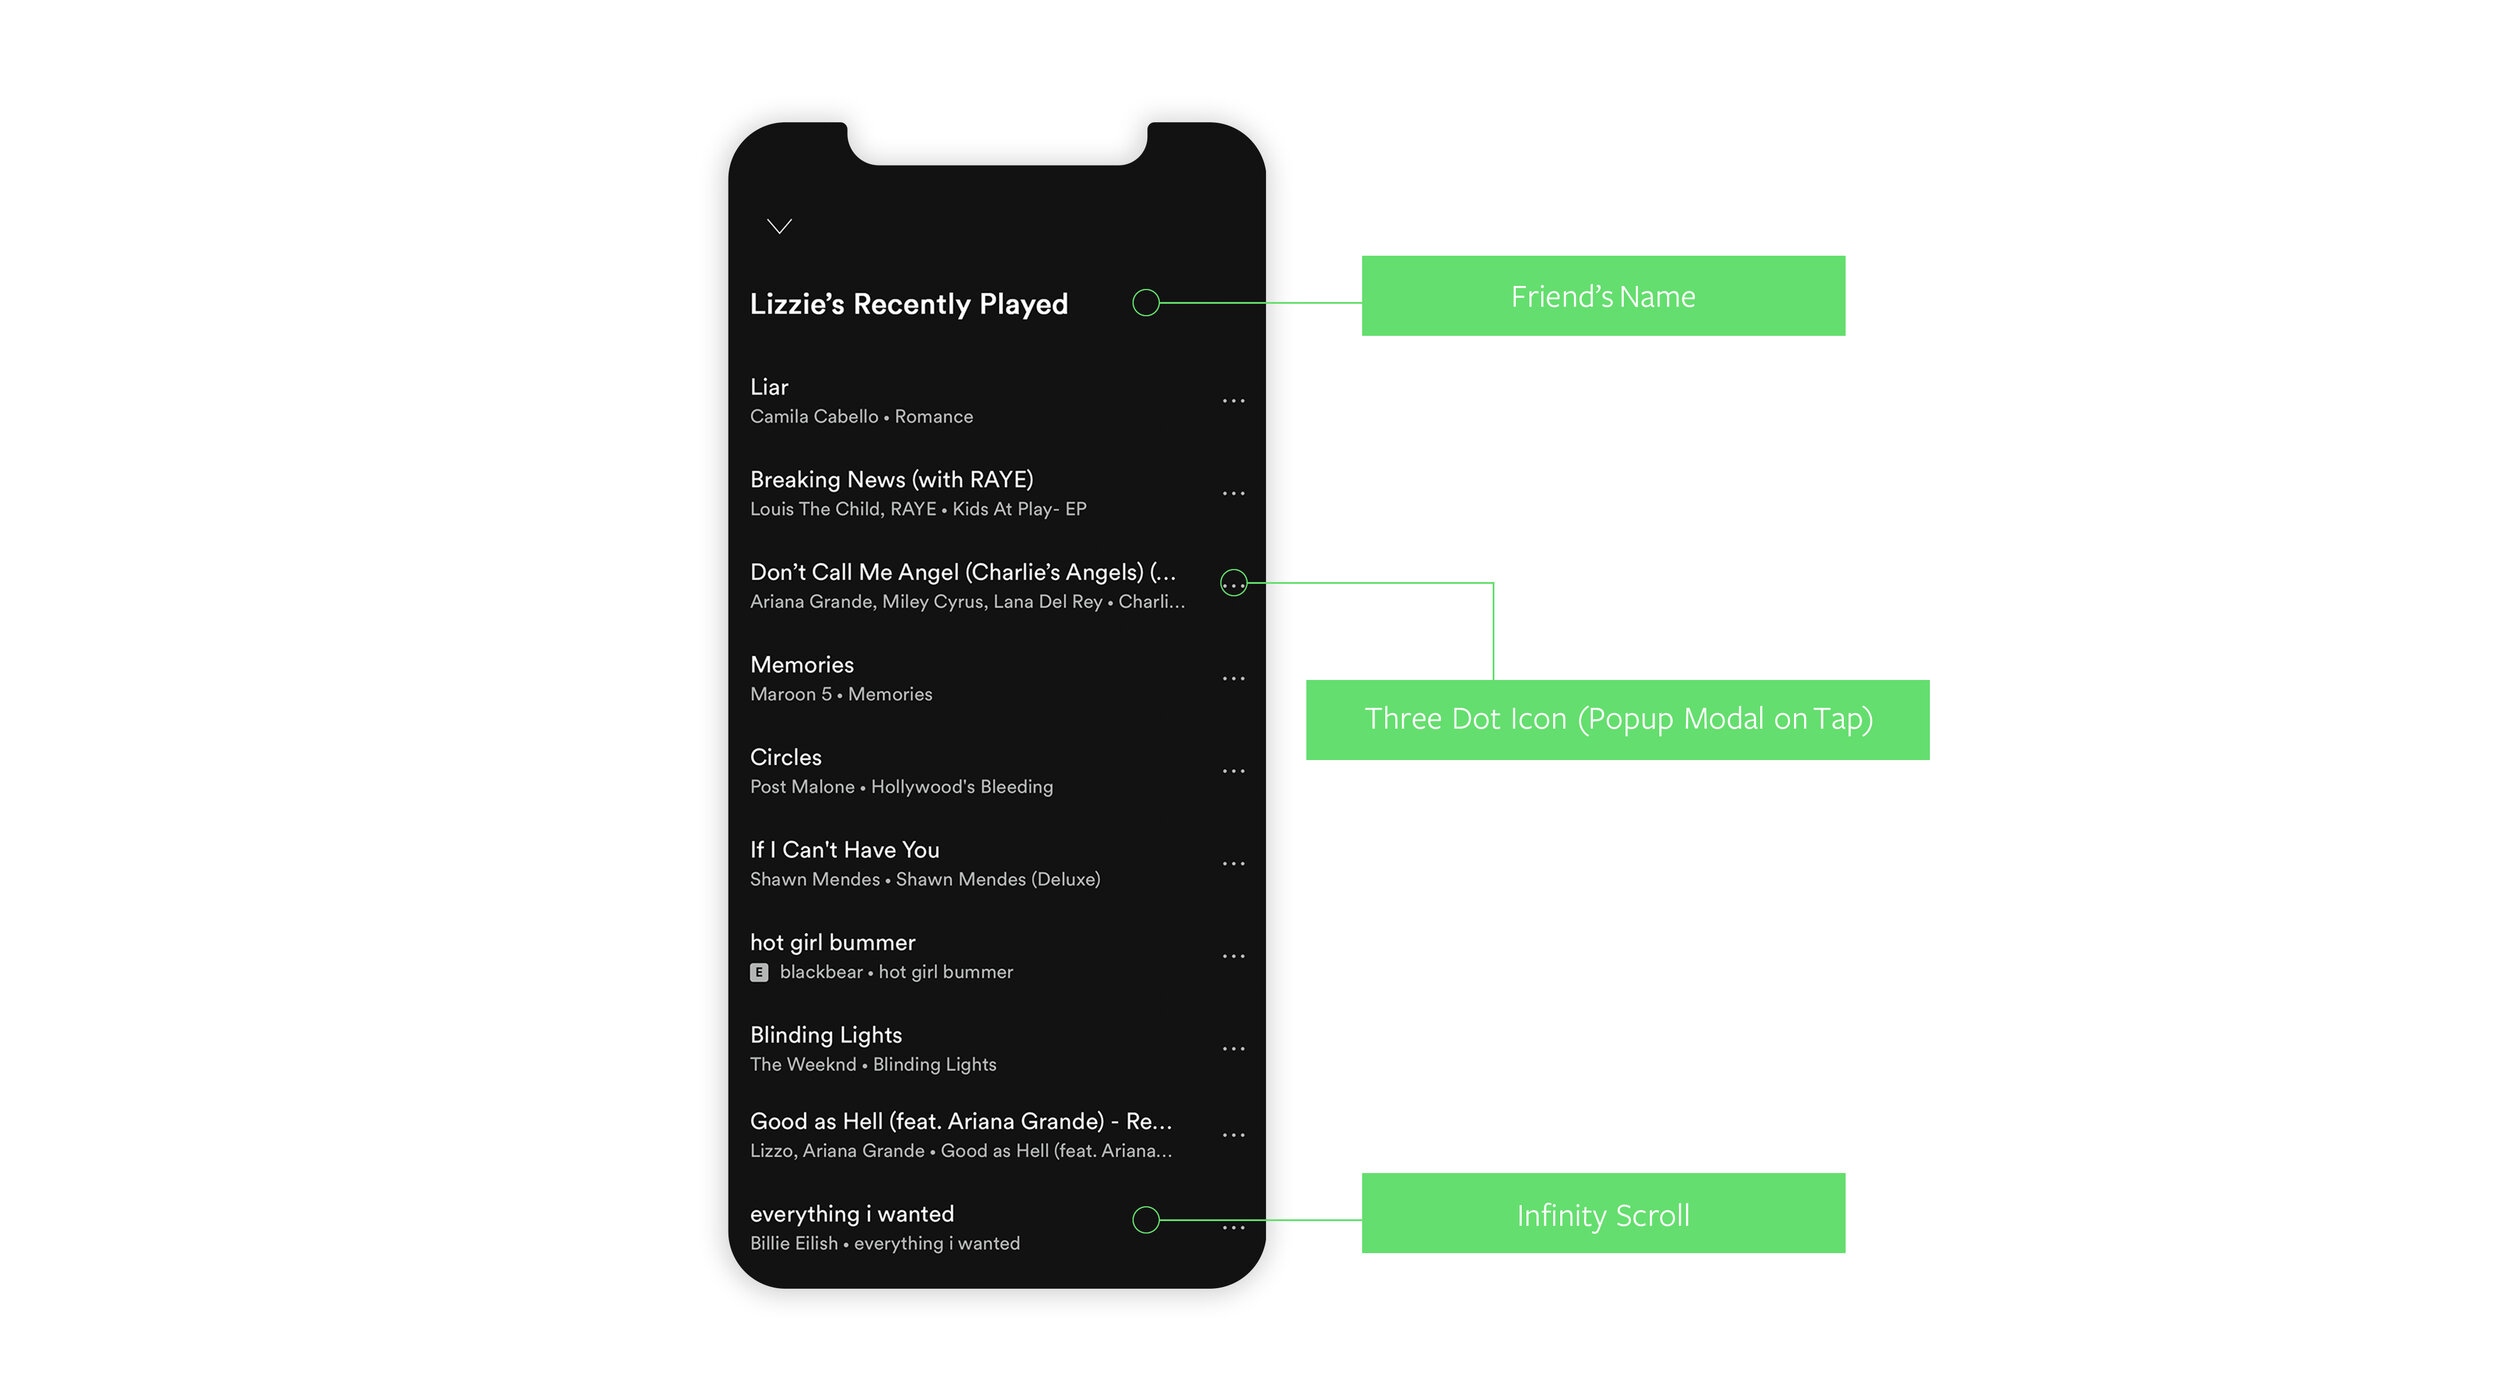 Lizzie’s Recently Played
Friend’s Name
Liar
Camila Cabello • Romance
Breaking News (with RAYE)
Louis The Child, RAYE • Kids At Play- EP
Don’t Call Me Angel (Charlie’s Angels) (...
Ariana Grande, Miley Cyrus, Lana Del Rey • Charli...
Three Dot Icon (Popup Modal on Tap)
Memories
Maroon 5 • Memories
Circles
Post Malone • Hollywood's Bleeding
If I Can't Have You
Shawn Mendes • Shawn Mendes (Deluxe)
hot girl bummer
E blackbear • hot girl bummer
Blinding Lights
The Weeknd • Blinding Lights
Good as Hell (feat. Ariana Grande) - Re...
Lizzo, Ariana Grande • Good as Hell (feat. Ariana...
everything i wanted
Billie Eilish • everything i wanted
Infinity Scroll